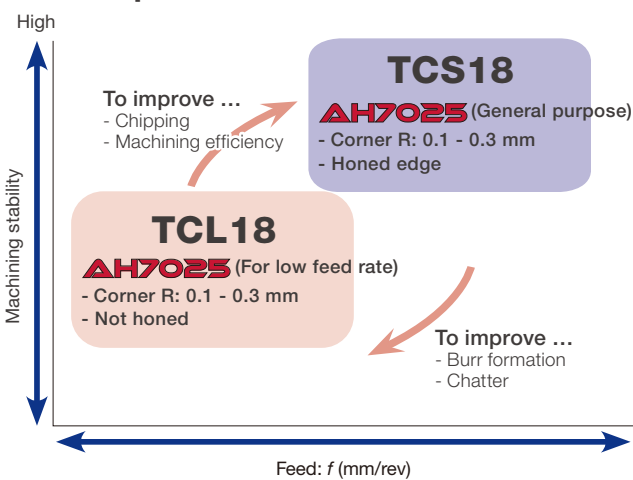 High
TCS18
AH7025 (General purpose)
- Corner R: 0.1 - 0.3 mm
- Honed edge
To improve ...
- Chipping
- Machining efficiency
TCL18
AH7025 (For low feed rate)
- Corner R: 0.1 - 0.3 mm
- Not honed
To improve ...
- Burr formation
- Chatter
Machining stability
Feed: f (mm/rev)